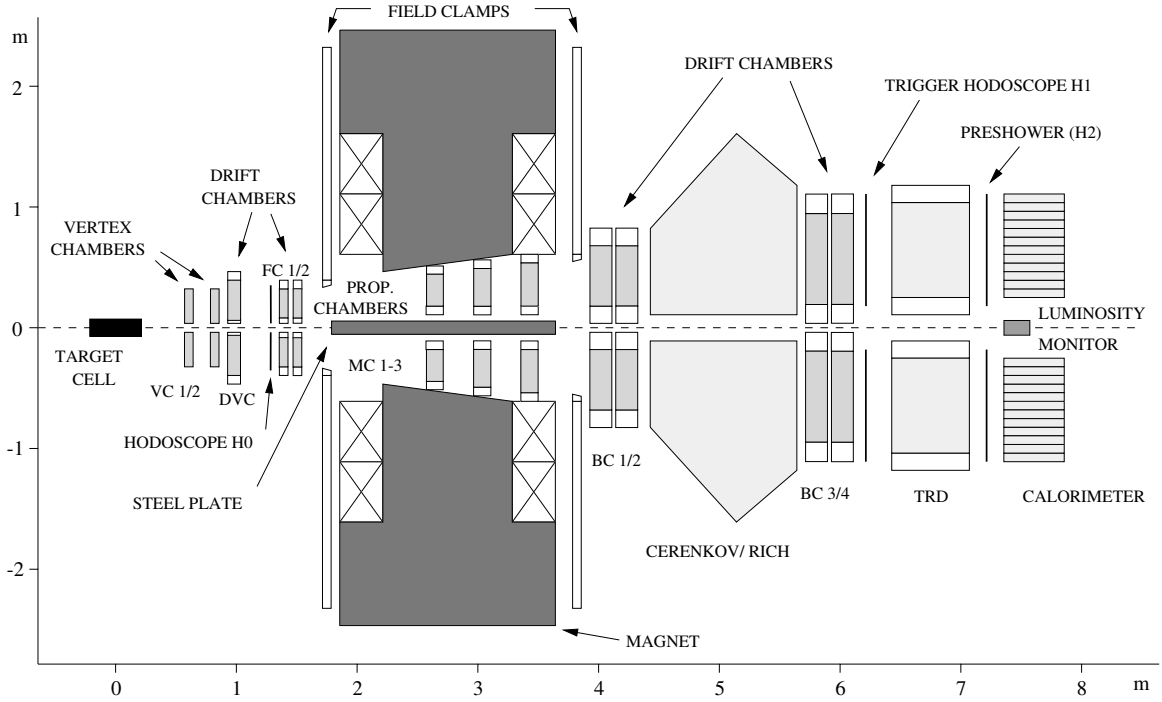 FIELD CLAMPS
m
DRIFT CHAMBERS
2
TRIGGER HODOSCOPE H1
PRESHOWER (H2)
DRIFT
CHAMBERS
1
VERTEX
CHAMBERS
FC 1/2
PROP.
CHAMBERS
0
LUMINOSITY
MONITOR
TARGET
CELL
MC 1-3
VC 1/2
DVC
HODOSCOPE H0
-1
BC 1/2
BC 3/4
TRD
CALORIMETER
STEEL PLATE
CERENKOV/ RICH
-2
MAGNET
0 1 2 3 4 5 6 7 8 m